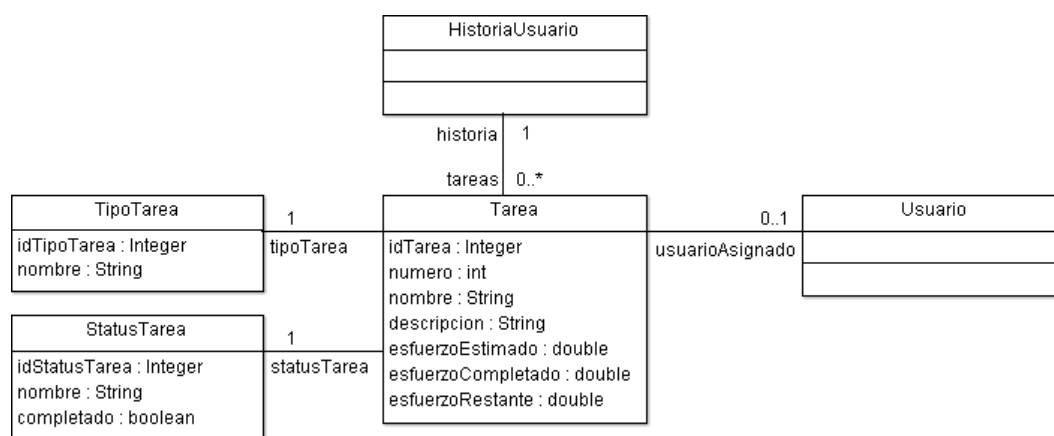 HistoriaUsuario
historia 1
tareas 0..*
TipoTarea
idTipoTarea : Integer
nombre : String
1
tipoTarea
Tarea
idTarea : Integer
numero : int
nombre : String
descripcion : String
esfuerzoEstimado : double
esfuerzoCompletado : double
esfuerzoRestante : double
0..1
usuarioAsignado
Usuario
StatusTarea
idStatusTarea : Integer
nombre : String
completado : boolean
1
statusTarea